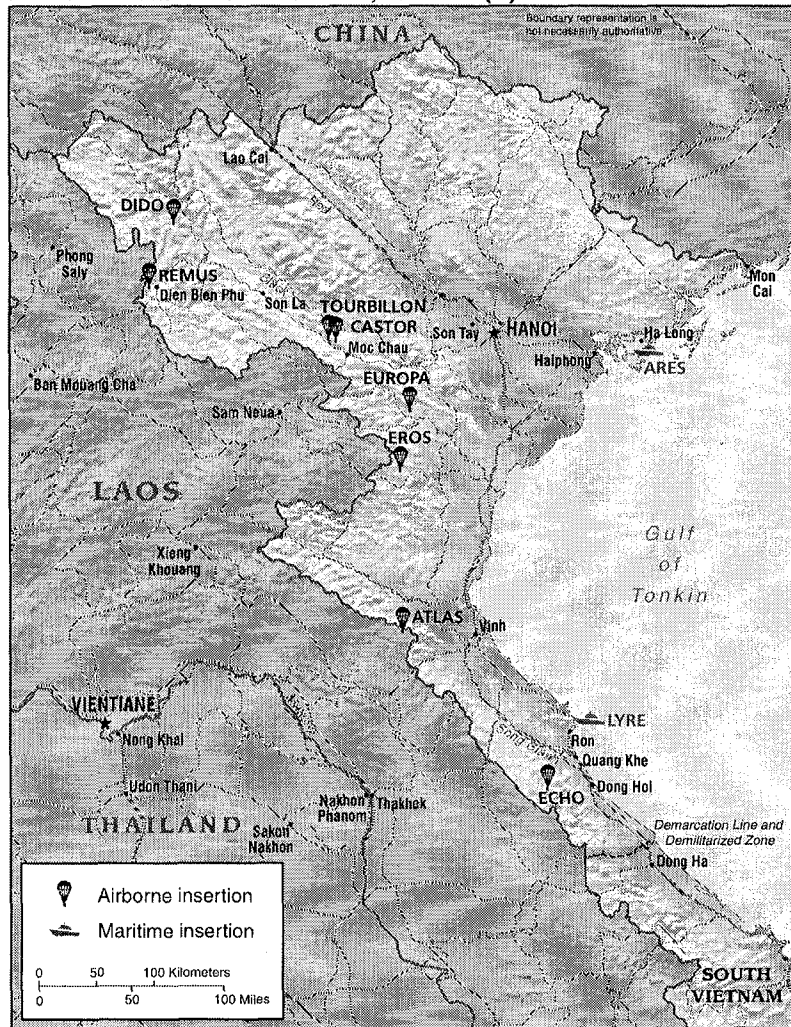 CHINA
Boundary representation is
not necessarily authoritative
Lao Cai
Red
DIDO
Phong
Saly
REMUS
Dien Bien Phu
Son La
TOURBILLON
CASTOR
Moc Chau
Son Tay
HANOI
Mon
Cai
Ha Long
Haiphong
ARES
Ban Mouang Cha
EUROPA
Sam Neua
EROS
LAOS
Gulf
of
Tonkin
Xieng
Khouang
ATLAS
Vinh
VIENTIANE
Nong Khai
LYRE
Ron
Quang Khe
Udon Thani
ECHO
Dong Hoi
THAILAND
Nakhon
Phanom
Thakhek
Sakon
Nakhon
Demarcation Line and
Demilitarized Zone
Dong Ha
Airborne insertion
Maritime insertion
0 50 100 Kilometers
0 50 100 Miles
SOUTH
VIETNAM